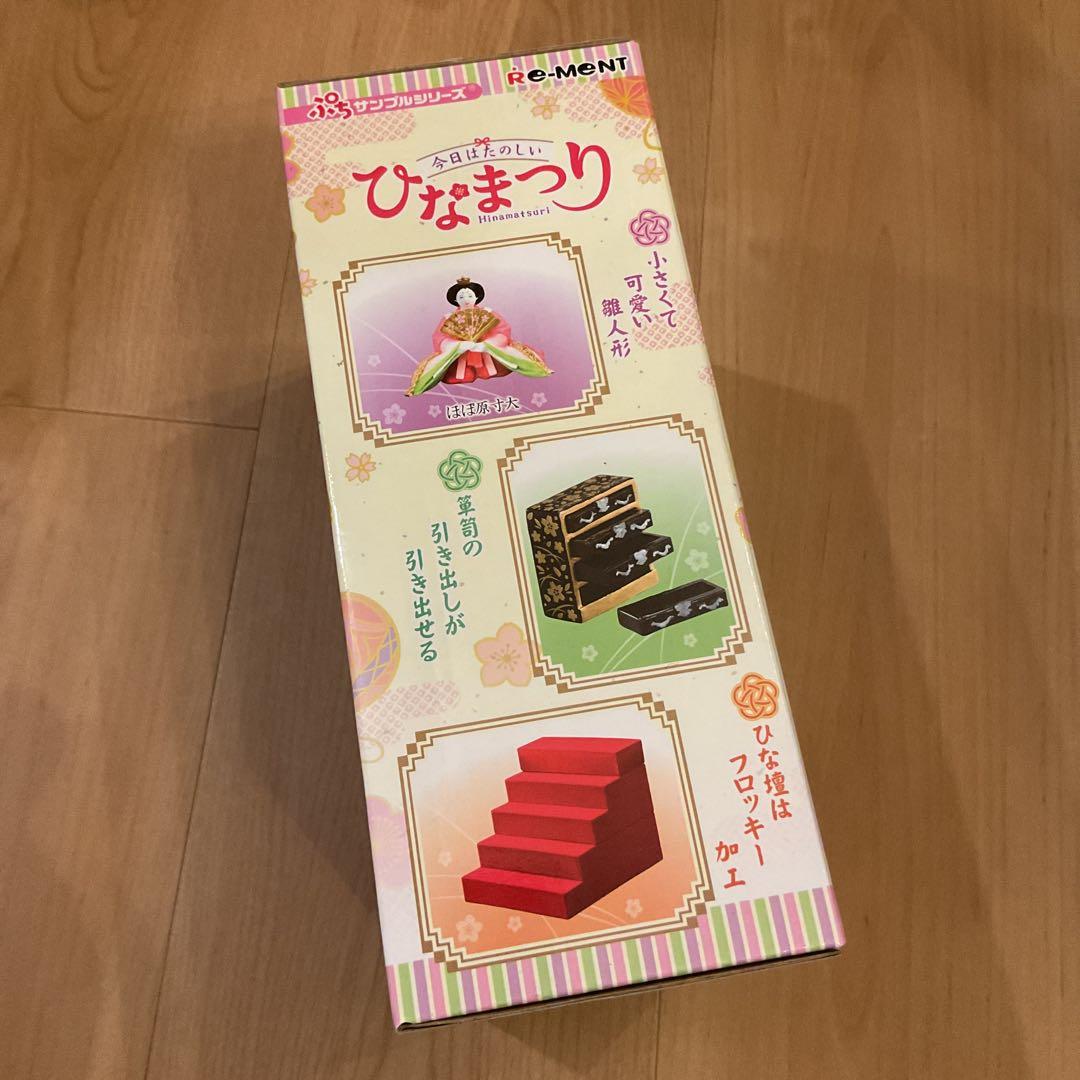 ぷちサンプルシリーズ
Re-MeNT
今日はたのしい
ひなまつり
Hinamatsuri
小さくて
可愛い
雛人形
ほぼ原寸大
箪笥の
引き出しが
引き出せる
ひな壇は
フロッキー
加工